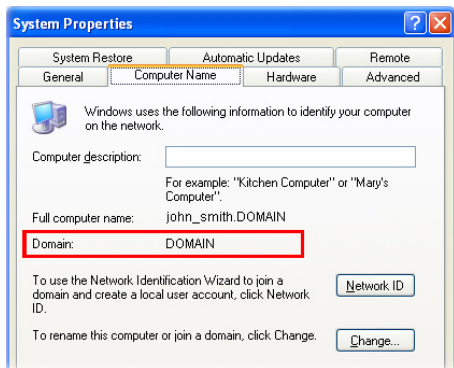 System Properties
System Restore Automatic Updates Remote
General Computer Name Hardware Advanced
Windows uses the following information to identify your computer
on the network.
Computer description:
For example: "Kitchen Computer" or "Mary's
Computer".
Full computer name: john_smith.DOMAIN
Domain: DOMAIN
To use the Network Identification Wizard to join a
domain and create a local user account, click Network
ID.
Network ID
To rename this computer or join a domain, click Change.
Change...